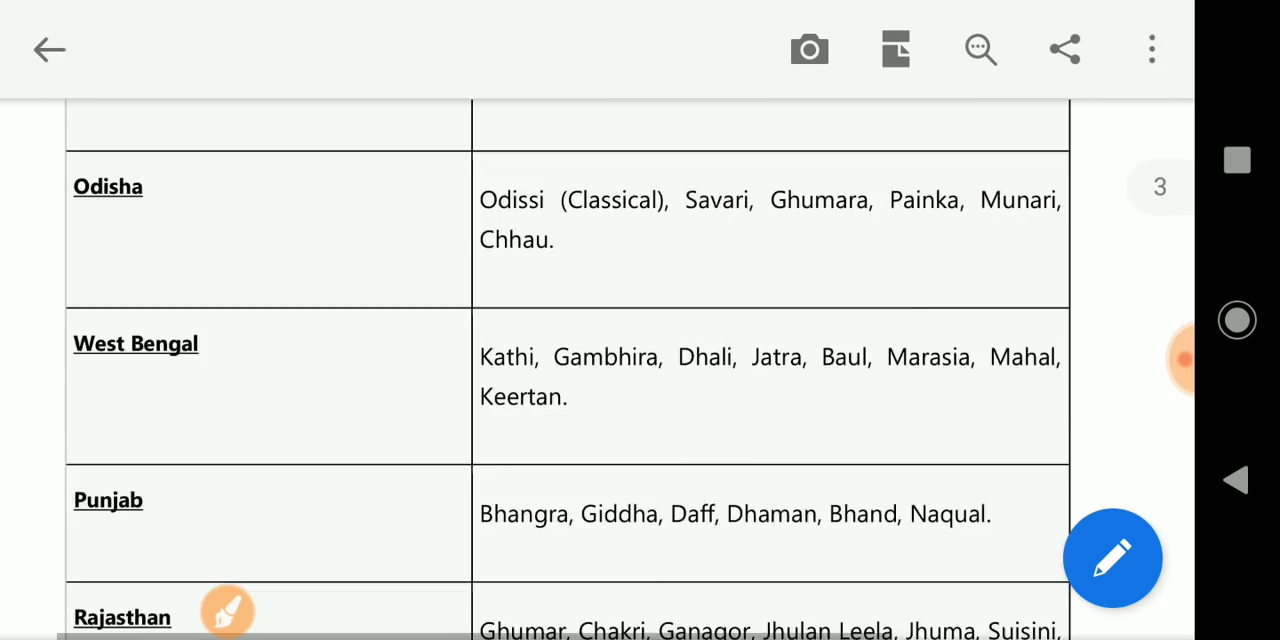 3
Odisha
Odissi (Classical), Savari, Ghumara, Painka, Munari,
Chhau.
West Bengal
Kathi, Gambhira, Dhali, Jatra, Baul, Marasia, Mahal,
Keertan.
Punjab
Bhangra, Giddha, Daff, Dhaman, Bhand, Naqual.
Rajasthan
Ghumar, Chakri, Ganagor, Jhulan Leela, Jhuma, Suisini,